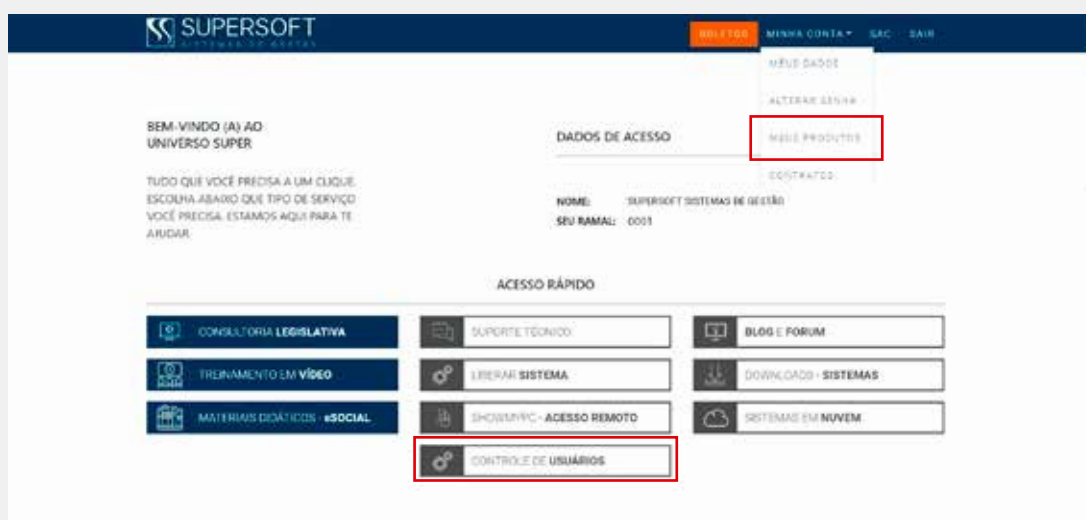 SUPERSOFT
SISTEMAS DE GESTÃO
BOLETOS
MINHA CONTA
SAC
SAIR
MEUS DADOS
ALTERAR SENHA
MEUS PRODUTOS
CONTRATOS
BEM-VINDO (A) AO
UNIVERSO SUPER
TUDO QUE VOCÊ PRECISA A UM CLIQUE.
ESCOLHA ABAIXO QUE TIPO DE SERVIÇO
VOCÊ PRECISA. ESTAMOS AQUI PARA TE
AJUDAR.
DADOS DE ACESSO
NOME: SUPERSOFT SISTEMAS DE GESTÃO
SEU RAMAL: 0001
ACESSO RÁPIDO
CONSULTORIA LEGISLATIVA
SUPORTE TÉCNICO
BLOG E FORUM
TREINAMENTO EM VÍDEO
LIBERAR SISTEMA
DOWNLOADS - SISTEMAS
MATERIAIS DIDÁTICOS - eSOCIAL
SHOWMYPC - ACESSO REMOTO
SISTEMAS EM NUVEM
CONTROLE DE USUÁRIOS